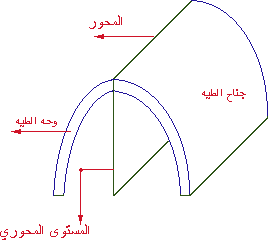 المحور
جناح الطيه
وجه الطيه
المستوى المحوري